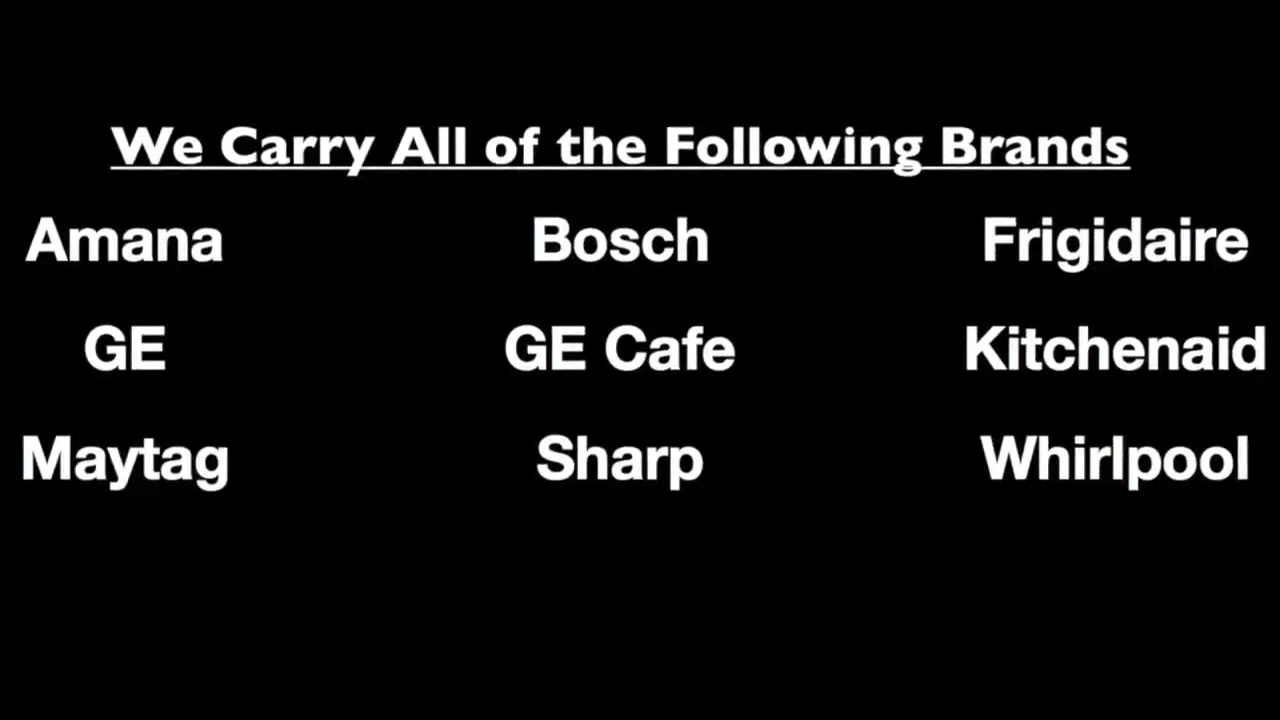 We Carry All of the Following Brands
Amana Bosch Frigidaire
GE GE Cafe Kitchenaid
Maytag Sharp Whirlpool